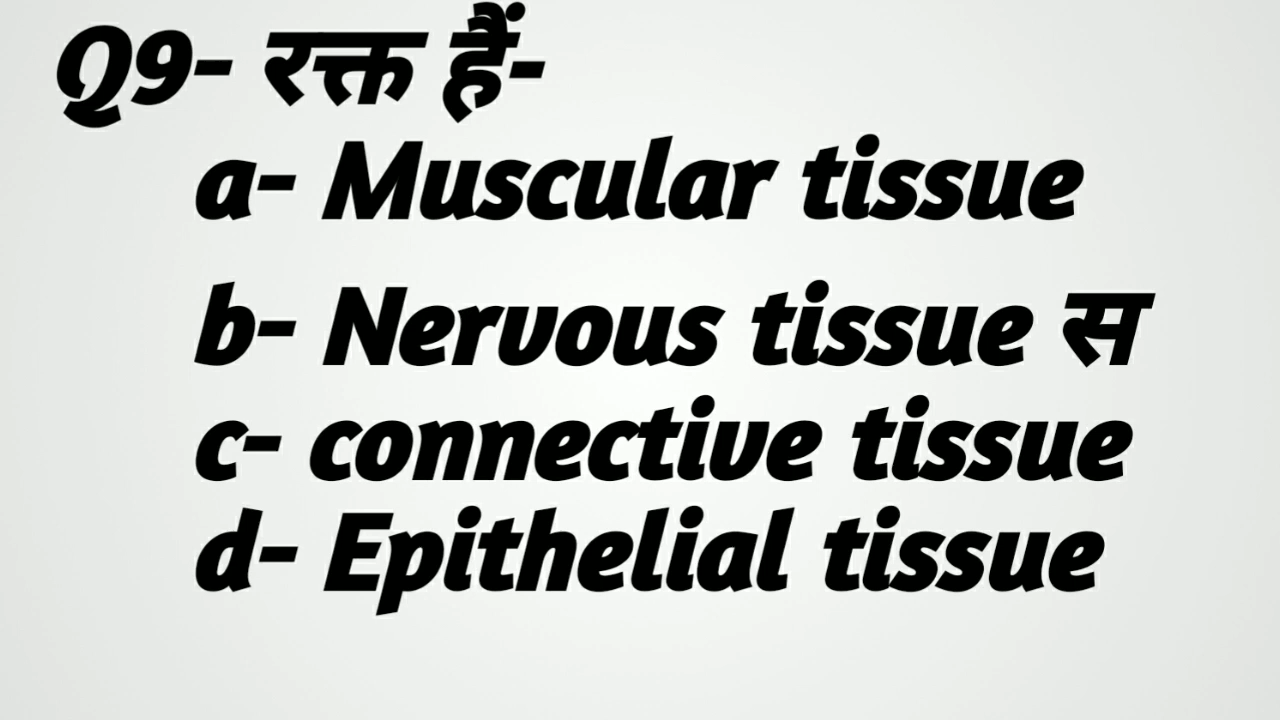 Q9- रक्त हैं-
a- Muscular tissue
b- Nervous tissue स
c- connective tissue
d- Epithelial tissue